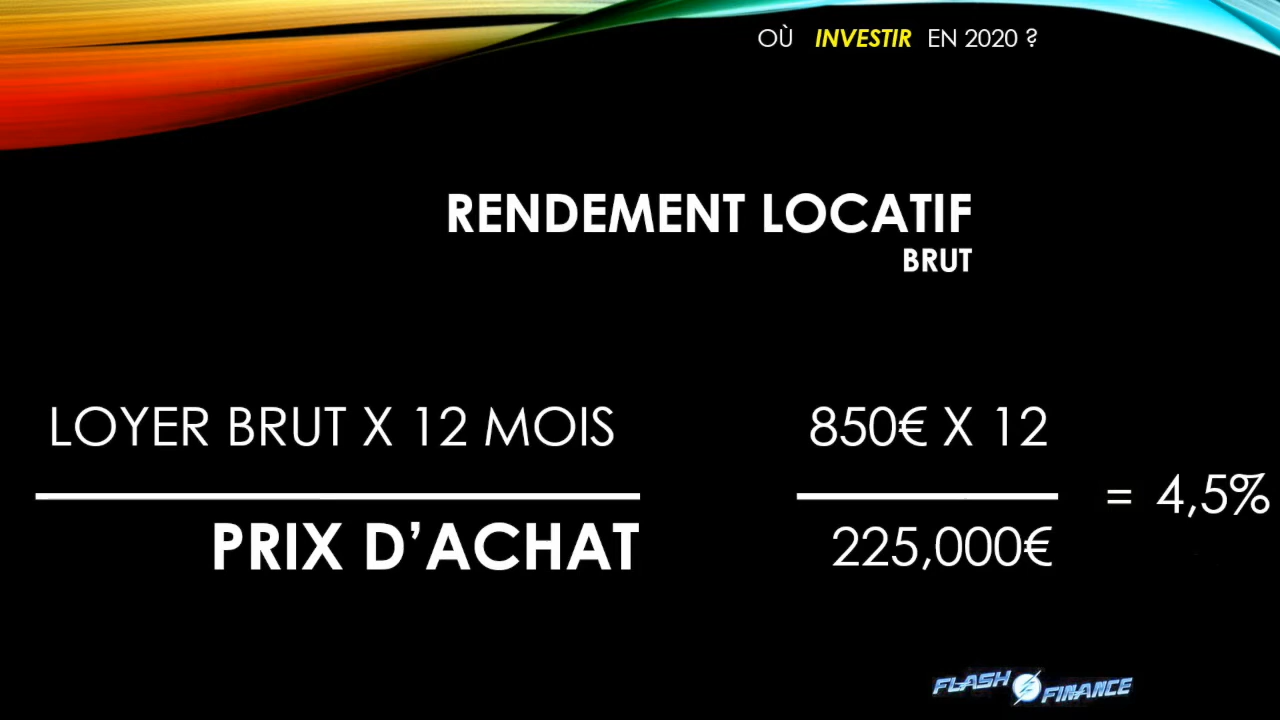 OÙ INVESTIR EN 2020 ?
RENDEMENT LOCATIF
BRUT
LOYER BRUT X 12 MOIS
PRIX D’ACHAT
850€ X 12
225,000€
= 4,5%
FLASH FINANCE